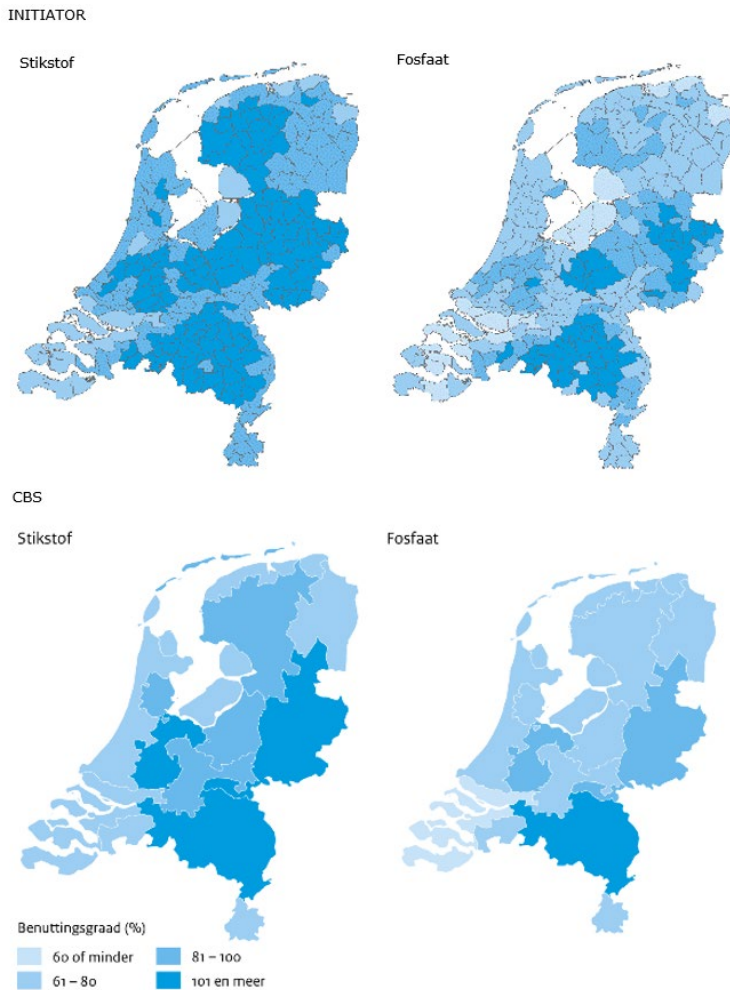 INITIATOR
Stikstof
Fosfaat
CBS
Stikstof
Fosfaat
Benuttingsgraad (%)
60 of minder
81 – 100
61 – 80
101 en meer